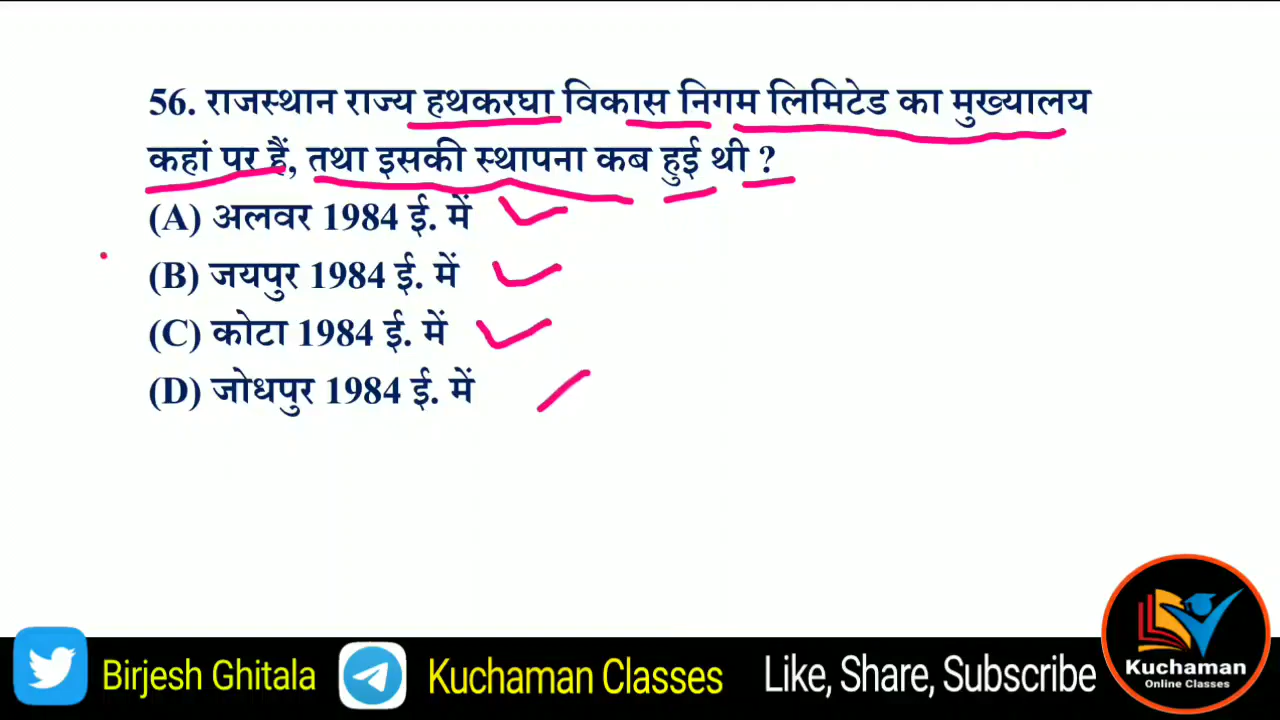 56. राजस्थान राज्य हथकरघा विकास निगम लिमिटेड का मुख्यालय
कहां पर हैं, तथा इसकी स्थापना कब हुई थी ?
(A) अलवर 1984 ई. में
(B) जयपुर 1984 ई. में
(C) कोटा 1984 ई. में
(D) जोधपुर 1984 ई. में
Birjesh Ghitala Kuchaman Classes Like, Share, Subscribe
Kuchaman
Online Classes